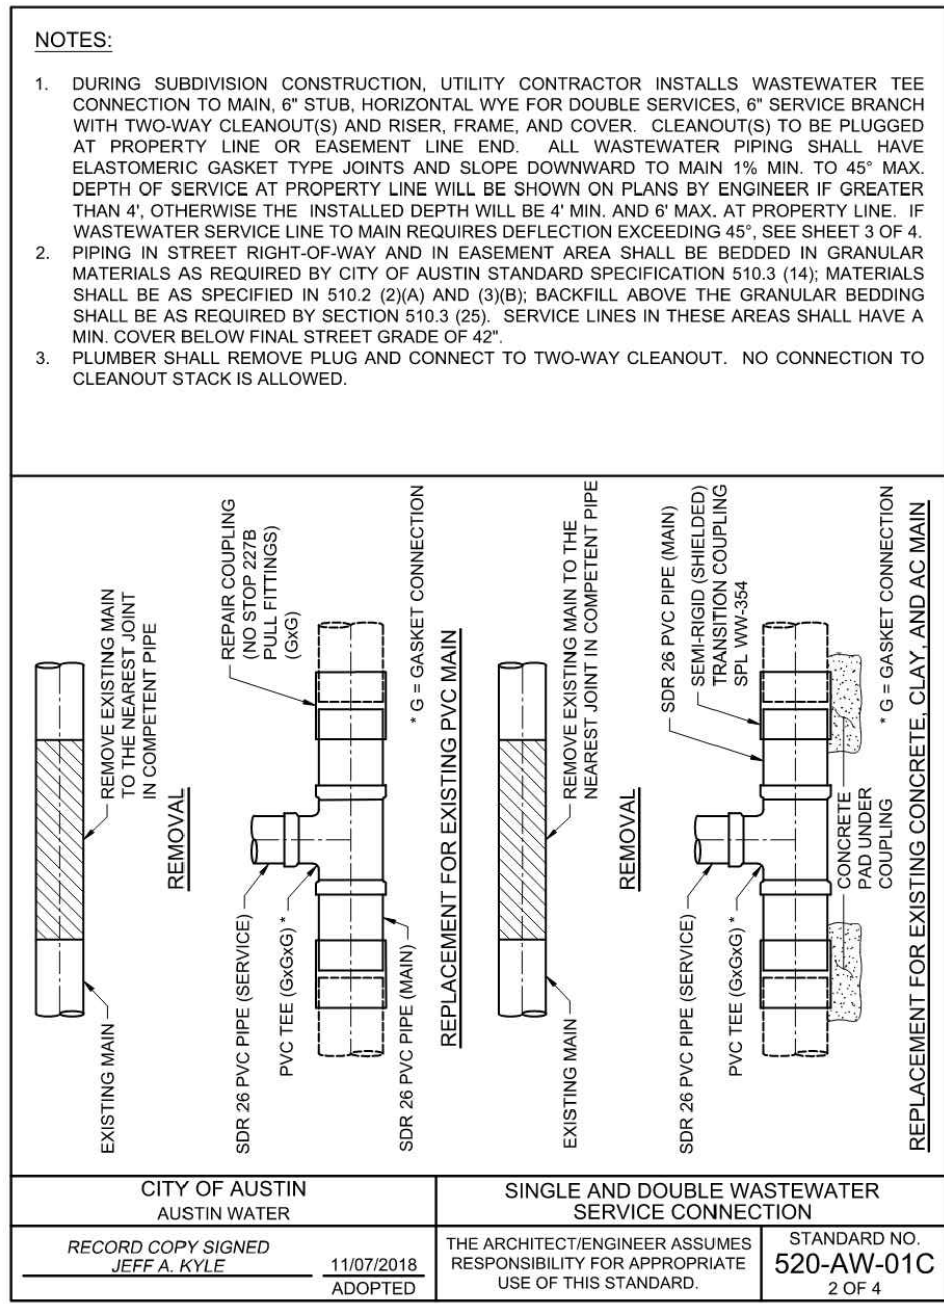 NOTES:
1. DURING SUBDIVISION CONSTRUCTION, UTILITY CONTRACTOR INSTALLS WASTEWATER TEE
CONNECTION TO MAIN, 6" STUB, HORIZONTAL WYE FOR DOUBLE SERVICES, 6" SERVICE BRANCH
WITH TWO-WAY CLEANOUT(S) AND RISER, FRAME, AND COVER. CLEANOUT(S) TO BE PLUGGED
AT PROPERTY LINE OR EASEMENT LINE END. ALL WASTEWATER PIPING SHALL HAVE
ELASTOMERIC GASKET TYPE JOINTS AND SLOPE DOWNWARD TO MAIN 1% MIN. TO 45° MAX.
DEPTH OF SERVICE AT PROPERTY LINE WILL BE SHOWN ON PLANS BY ENGINEER IF GREATER
THAN 4', OTHERWISE THE INSTALLED DEPTH WILL BE 4' MIN. AND 6' MAX. AT PROPERTY LINE. IF
WASTEWATER SERVICE LINE TO MAIN REQUIRES DEFLECTION EXCEEDING 45°, SEE SHEET 3 OF 4.
2. PIPING IN STREET RIGHT-OF-WAY AND IN EASEMENT AREA SHALL BE BEDDED IN GRANULAR
MATERIALS AS REQUIRED BY CITY OF AUSTIN STANDARD SPECIFICATION 510.3 (14); MATERIALS
SHALL BE AS SPECIFIED IN 510.2 (2)(A) AND (3)(B); BACKFILL ABOVE THE GRANULAR BEDDING
SHALL BE AS REQUIRED BY SECTION 510.3 (25). SERVICE LINES IN THESE AREAS SHALL HAVE A
MIN. COVER BELOW FINAL STREET GRADE OF 42".
3. PLUMBER SHALL REMOVE PLUG AND CONNECT TO TWO-WAY CLEANOUT. NO CONNECTION TO
CLEANOUT STACK IS ALLOWED.
EXISTING MAIN
REMOVE EXISTING MAIN
TO THE NEAREST JOINT
IN COMPETENT PIPE
REMOVAL
SDR 26 PVC PIPE (SERVICE)
PVC TEE (GxGxG) *
SDR 26 PVC PIPE (MAIN)
REPAIR COUPLING
(NO STOP 227B
PULL FITTINGS)
(GxG)
* G = GASKET CONNECTION
REPLACEMENT FOR EXISTING PVC MAIN
EXISTING MAIN
REMOVE EXISTING MAIN TO THE
NEAREST JOINT IN COMPETENT PIPE
REMOVAL
SDR 26 PVC PIPE (SERVICE)
PVC TEE (GxGxG) *
SDR 26 PVC PIPE (MAIN)
SEMI-RIGID (SHIELDED)
TRANSITION COUPLING
SPL WW-354
CONCRETE
PAD UNDER
COUPLING
* G = GASKET CONNECTION
REPLACEMENT FOR EXISTING CONCRETE, CLAY, AND AC MAIN
CITY OF AUSTIN
AUSTIN WATER
SINGLE AND DOUBLE WASTEWATER
SERVICE CONNECTION
RECORD COPY SIGNED
JEFF A. KYLE
11/07/2018
ADOPTED
THE ARCHITECT/ENGINEER ASSUMES
RESPONSIBILITY FOR APPROPRIATE
USE OF THIS STANDARD.
STANDARD NO.
520-AW-01C
2 OF 4